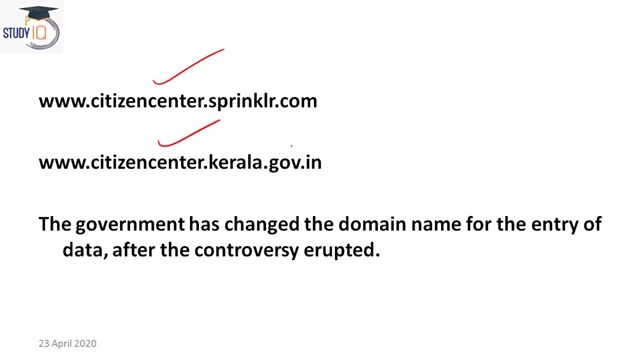 STUDY IQ
www.citizencenter.sprinklr.com
www.citizencenter.kerala.gov.in
The government has changed the domain name for the entry of
data, after the controversy erupted.
23 April 2020